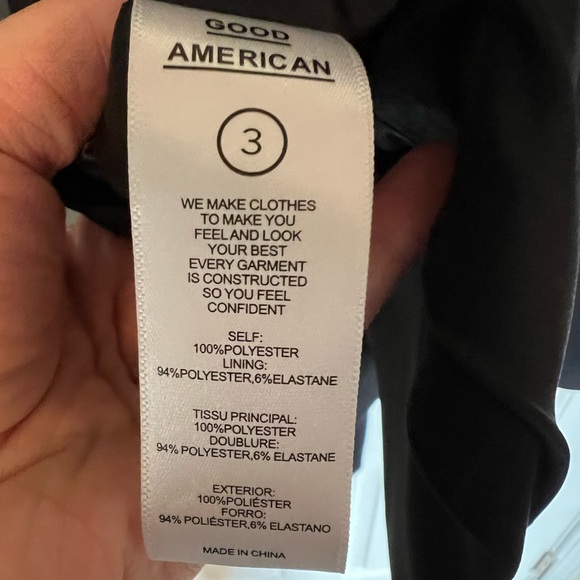 GOOD
AMERICAN
3
WE MAKE CLOTHES
TO MAKE YOU
FEEL AND LOOK
YOUR BEST
EVERY GARMENT
IS CONSTRUCTED
SO YOU FEEL
CONFIDENT
SELF:
100%POLYESTER
LINING:
94%POLYESTER,6%ELASTANE
TISSU PRINCIPAL:
100%POLYESTER
DOUBLURE:
94% POLYESTER,6% ELASTANE
EXTERIOR:
100%POLIÉSTER
FORRO:
94% POLIÉSTER,6% ELASTANO
MADE IN CHINA